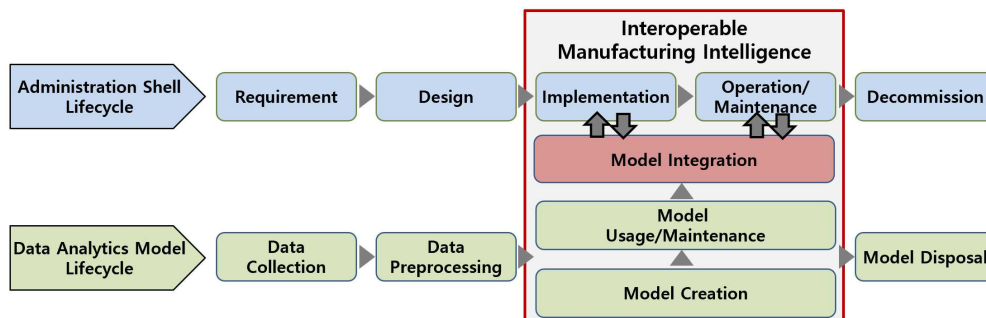 Interoperable
Manufacturing Intelligence
Administration Shell
Lifecycle
Requirement
Design
Implementation
Operation/
Maintenance
Decommission
Model Integration
Data Analytics Model
Lifecycle
Data
Collection
Data
Preprocessing
Model
Usage/Maintenance
Model Creation
Model Disposal